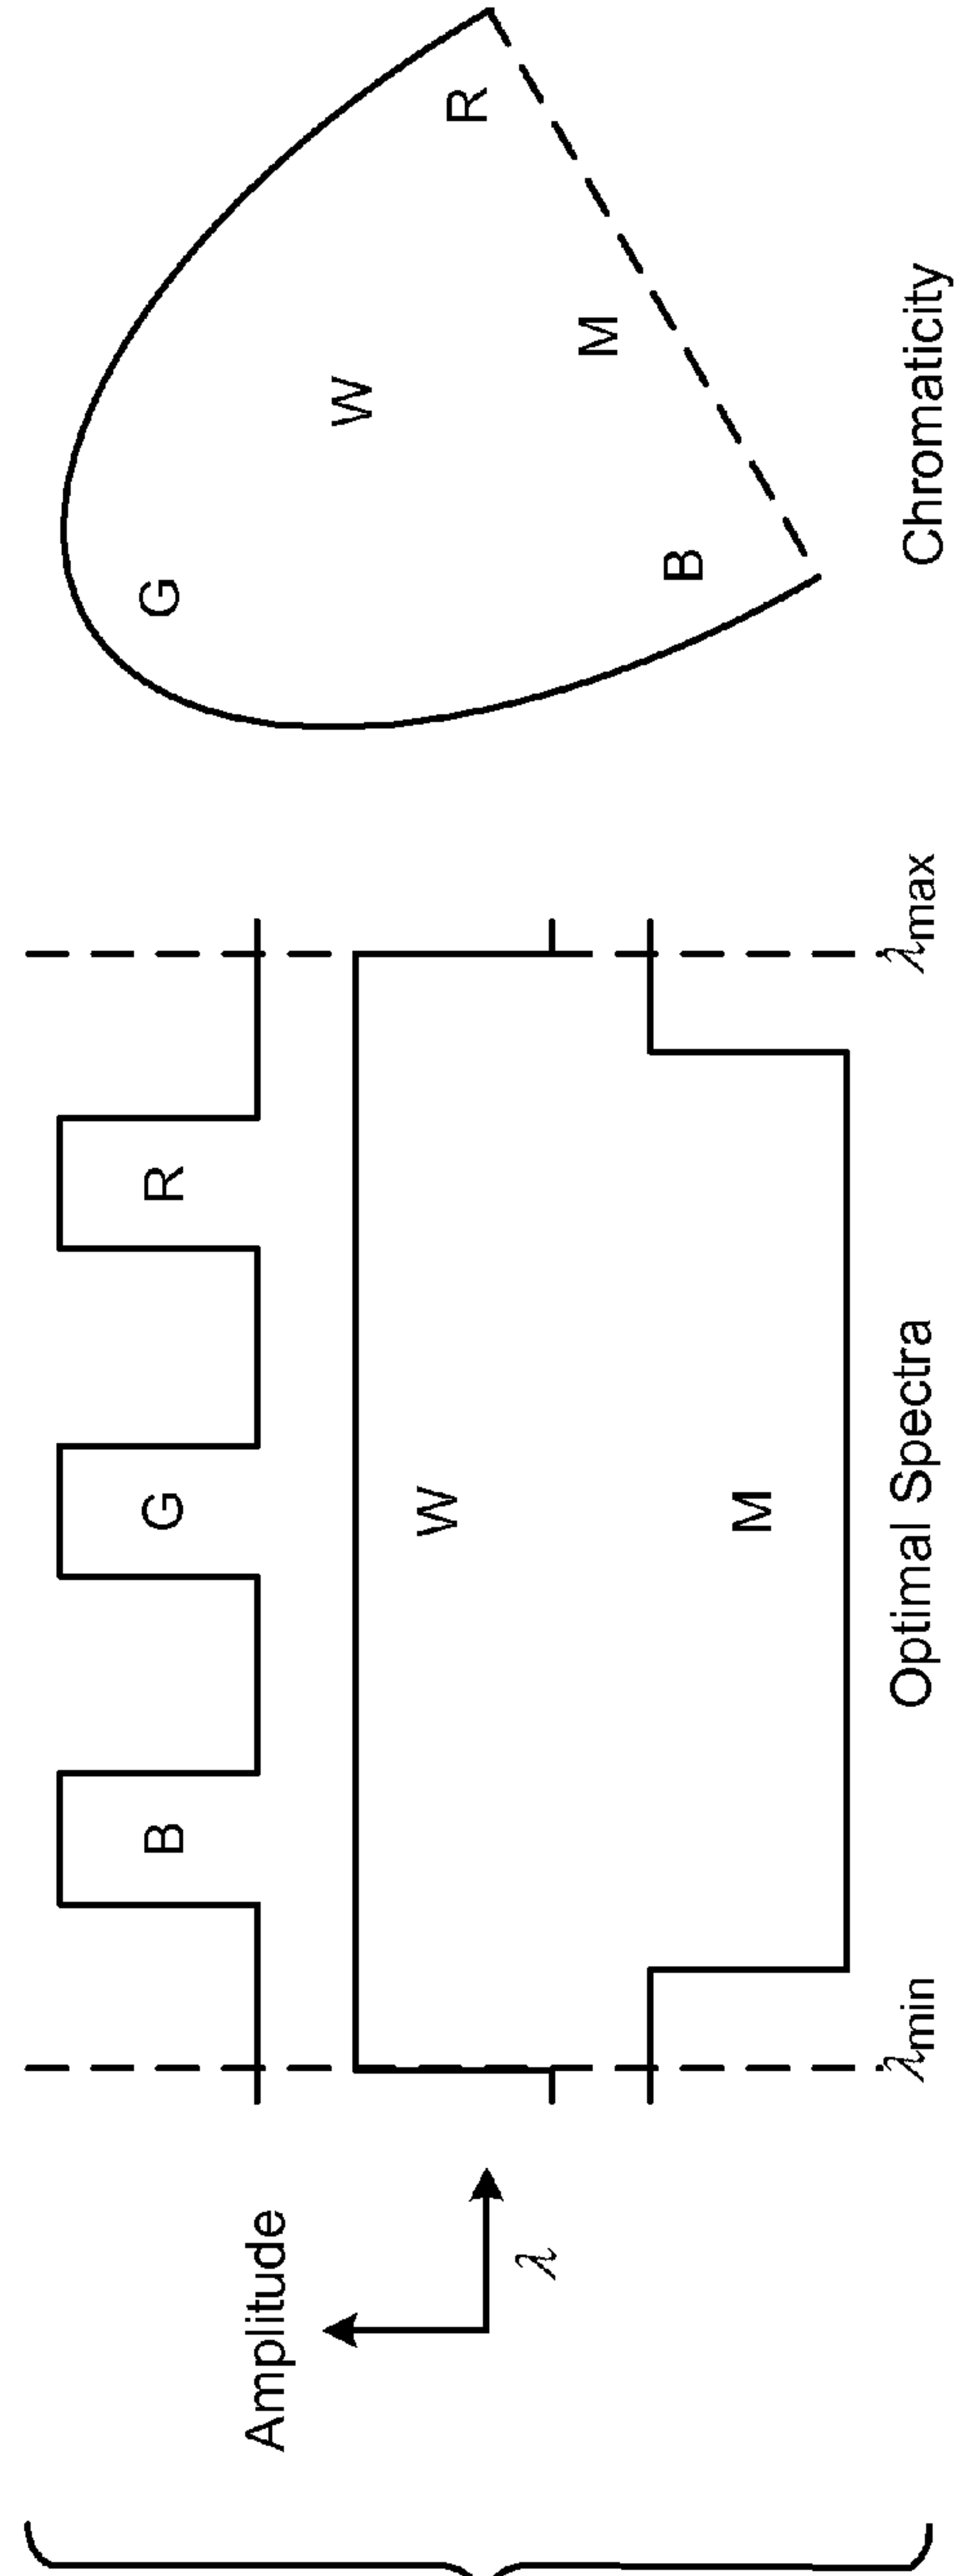 Amplitude
λ
B
G
R
W
M
λmin
λmax
Optimal Spectra
G
R
W
M
B
Chromaticity